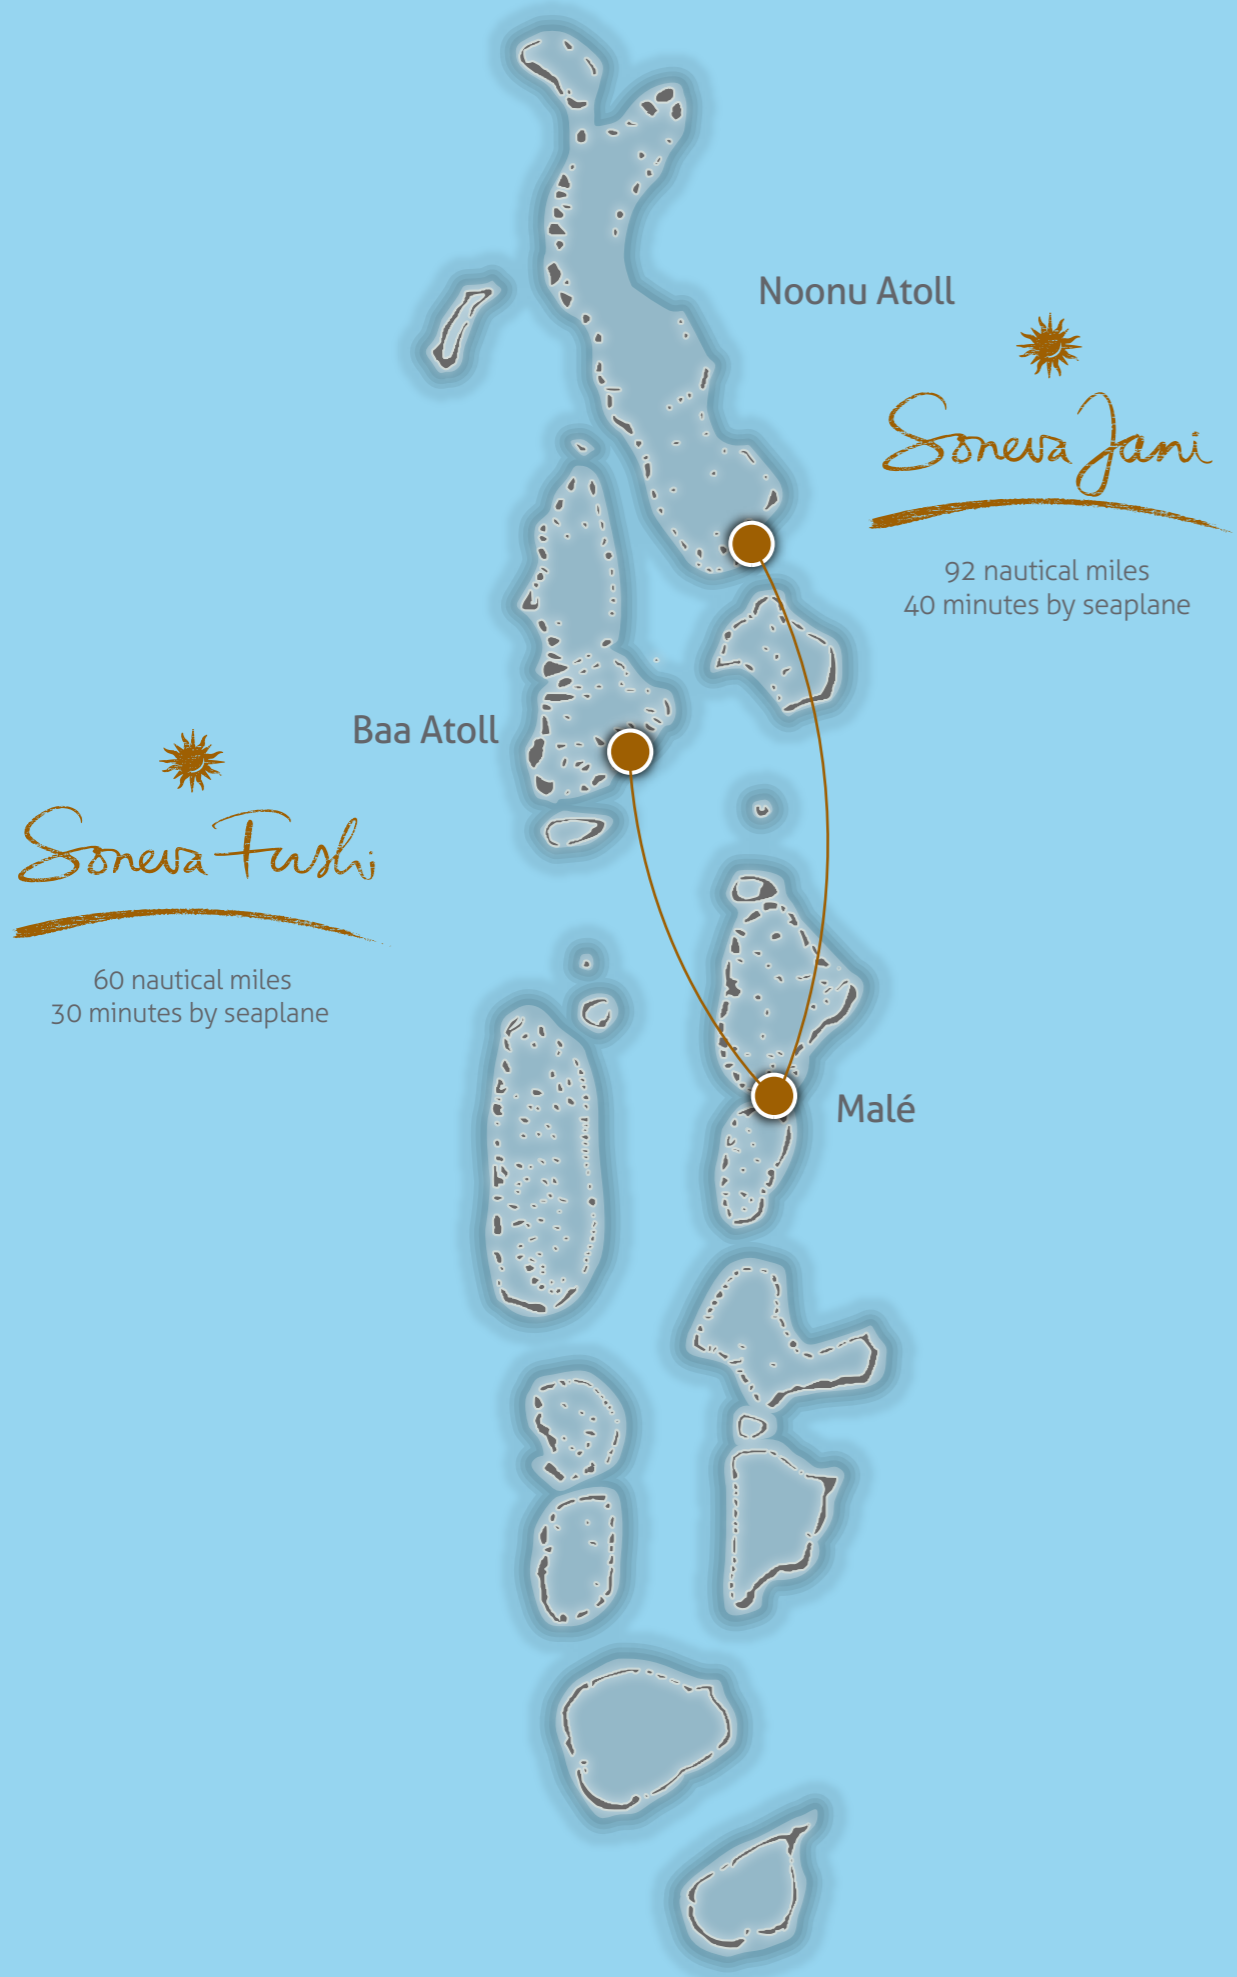 Noonu Atoll
Soneva Jani
92 nautical miles
40 minutes by seaplane
Baa Atoll
Soneva Fushi
60 nautical miles
30 minutes by seaplane
Malé